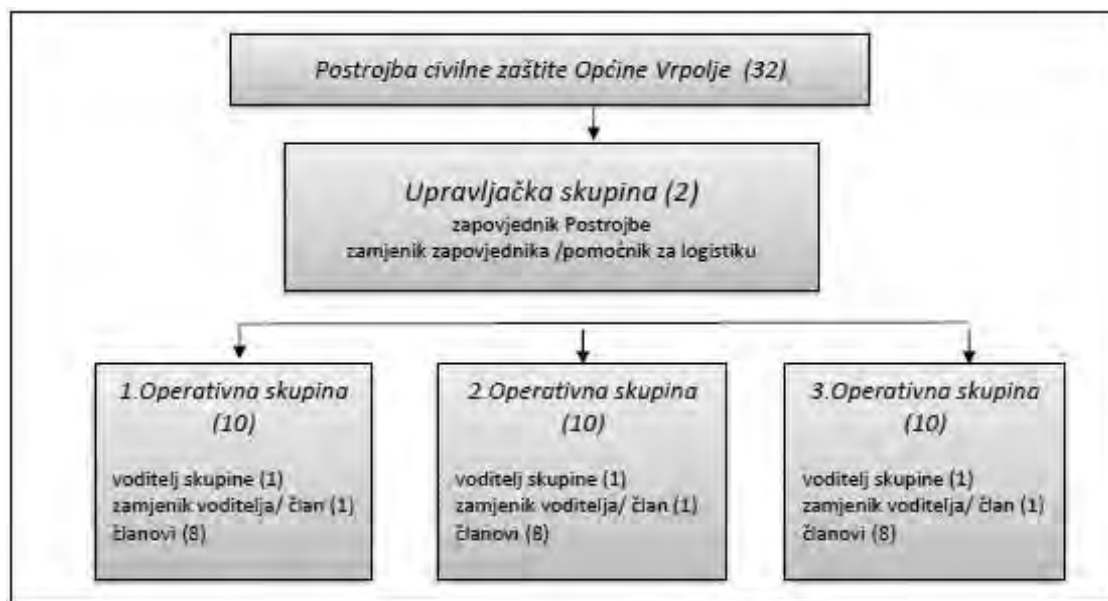 Postrojba civilne zaštite Općine Vrpolje (32)
Upravljačka skupina (2)
zapovjednik Postrojbe
zamjenik zapovjednika /pomoćnik za logistiku
1.Operativna skupina
(10)
voditelj skupine (1)
zamjenik voditelja/ član (1)
članovi (8)
2.Operativna skupina
(10)
voditelj skupine (1)
zamjenik voditelja/ član (1)
članovi (8)
3.Operativna skupina
(10)
voditelj skupine (1)
zamjenik voditelja/ član (1)
članovi (8)